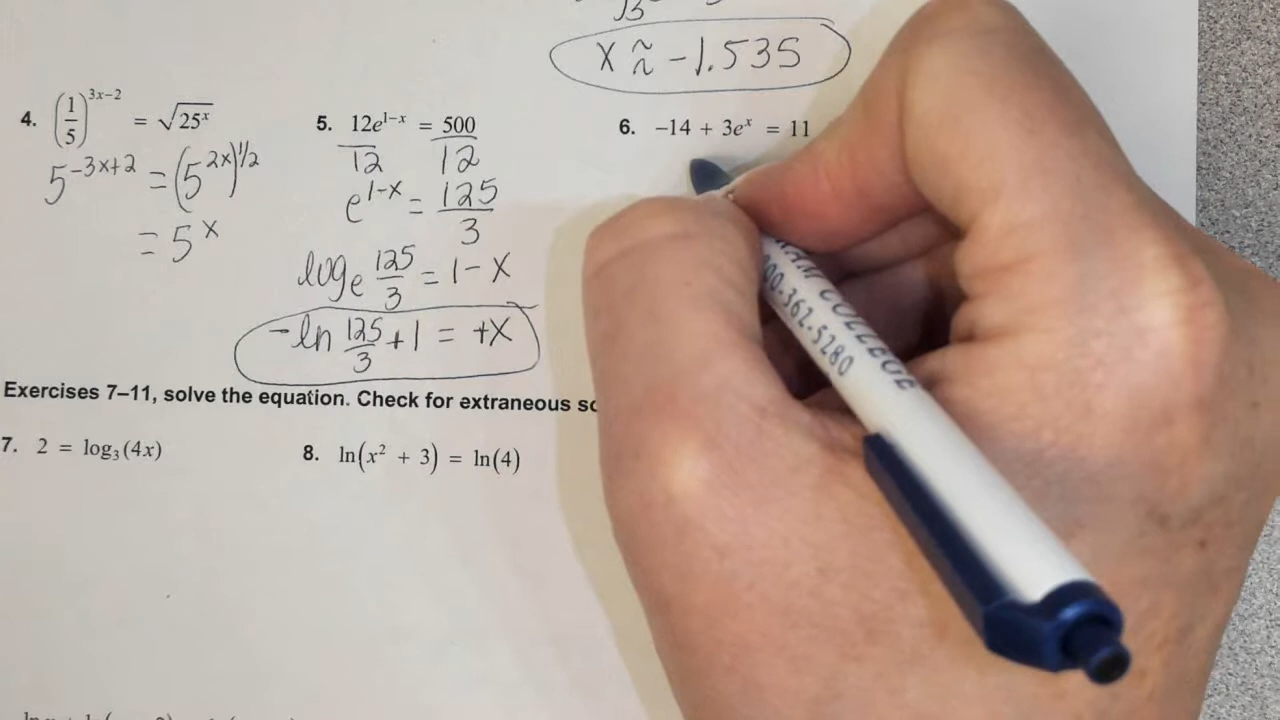 x ≈ -1.535
4. (1/5)^(3x-2) = √25^x
5^(-3x+2) = (5^(2x))^(1/2)
= 5^x
5. 12e^(1-x) = 500
12 12
e^(1-x) = 125/3
log_e 125/3 = 1-x
-ln 125/3 + 1 = +x
6. -14 + 3e^x = 11
Exercises 7–11, solve the equation. Check for extraneous
7. 2 = log₃(4x)
8. ln(x² + 3) = ln(4)
COLLEGE
362.5280